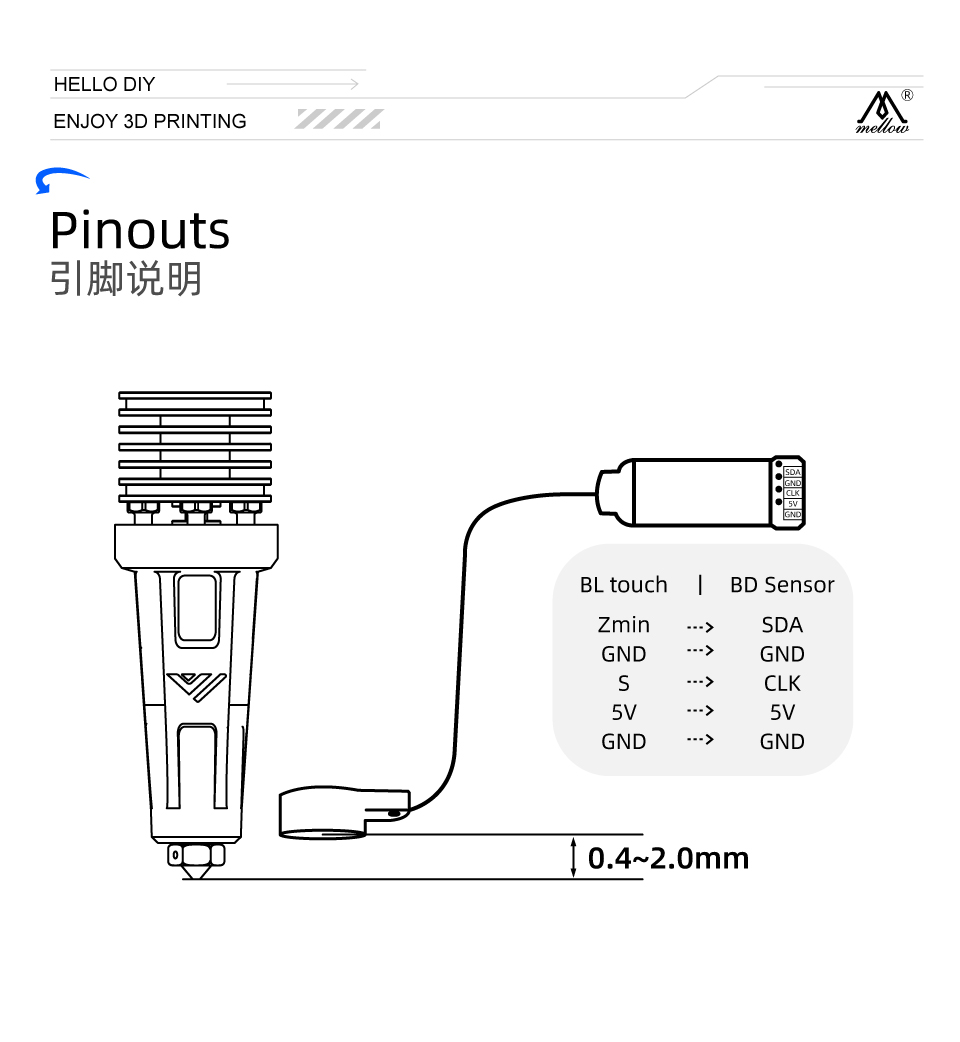 HELLO DIY
ENJOY 3D PRINTING
®
mellow
Pinouts
引脚说明
SDA
GND
CLK
5V
GND
BL touch | BD Sensor
Zmin ---> SDA
GND ---> GND
S ---> CLK
5V ---> 5V
GND ---> GND
0.4~2.0mm